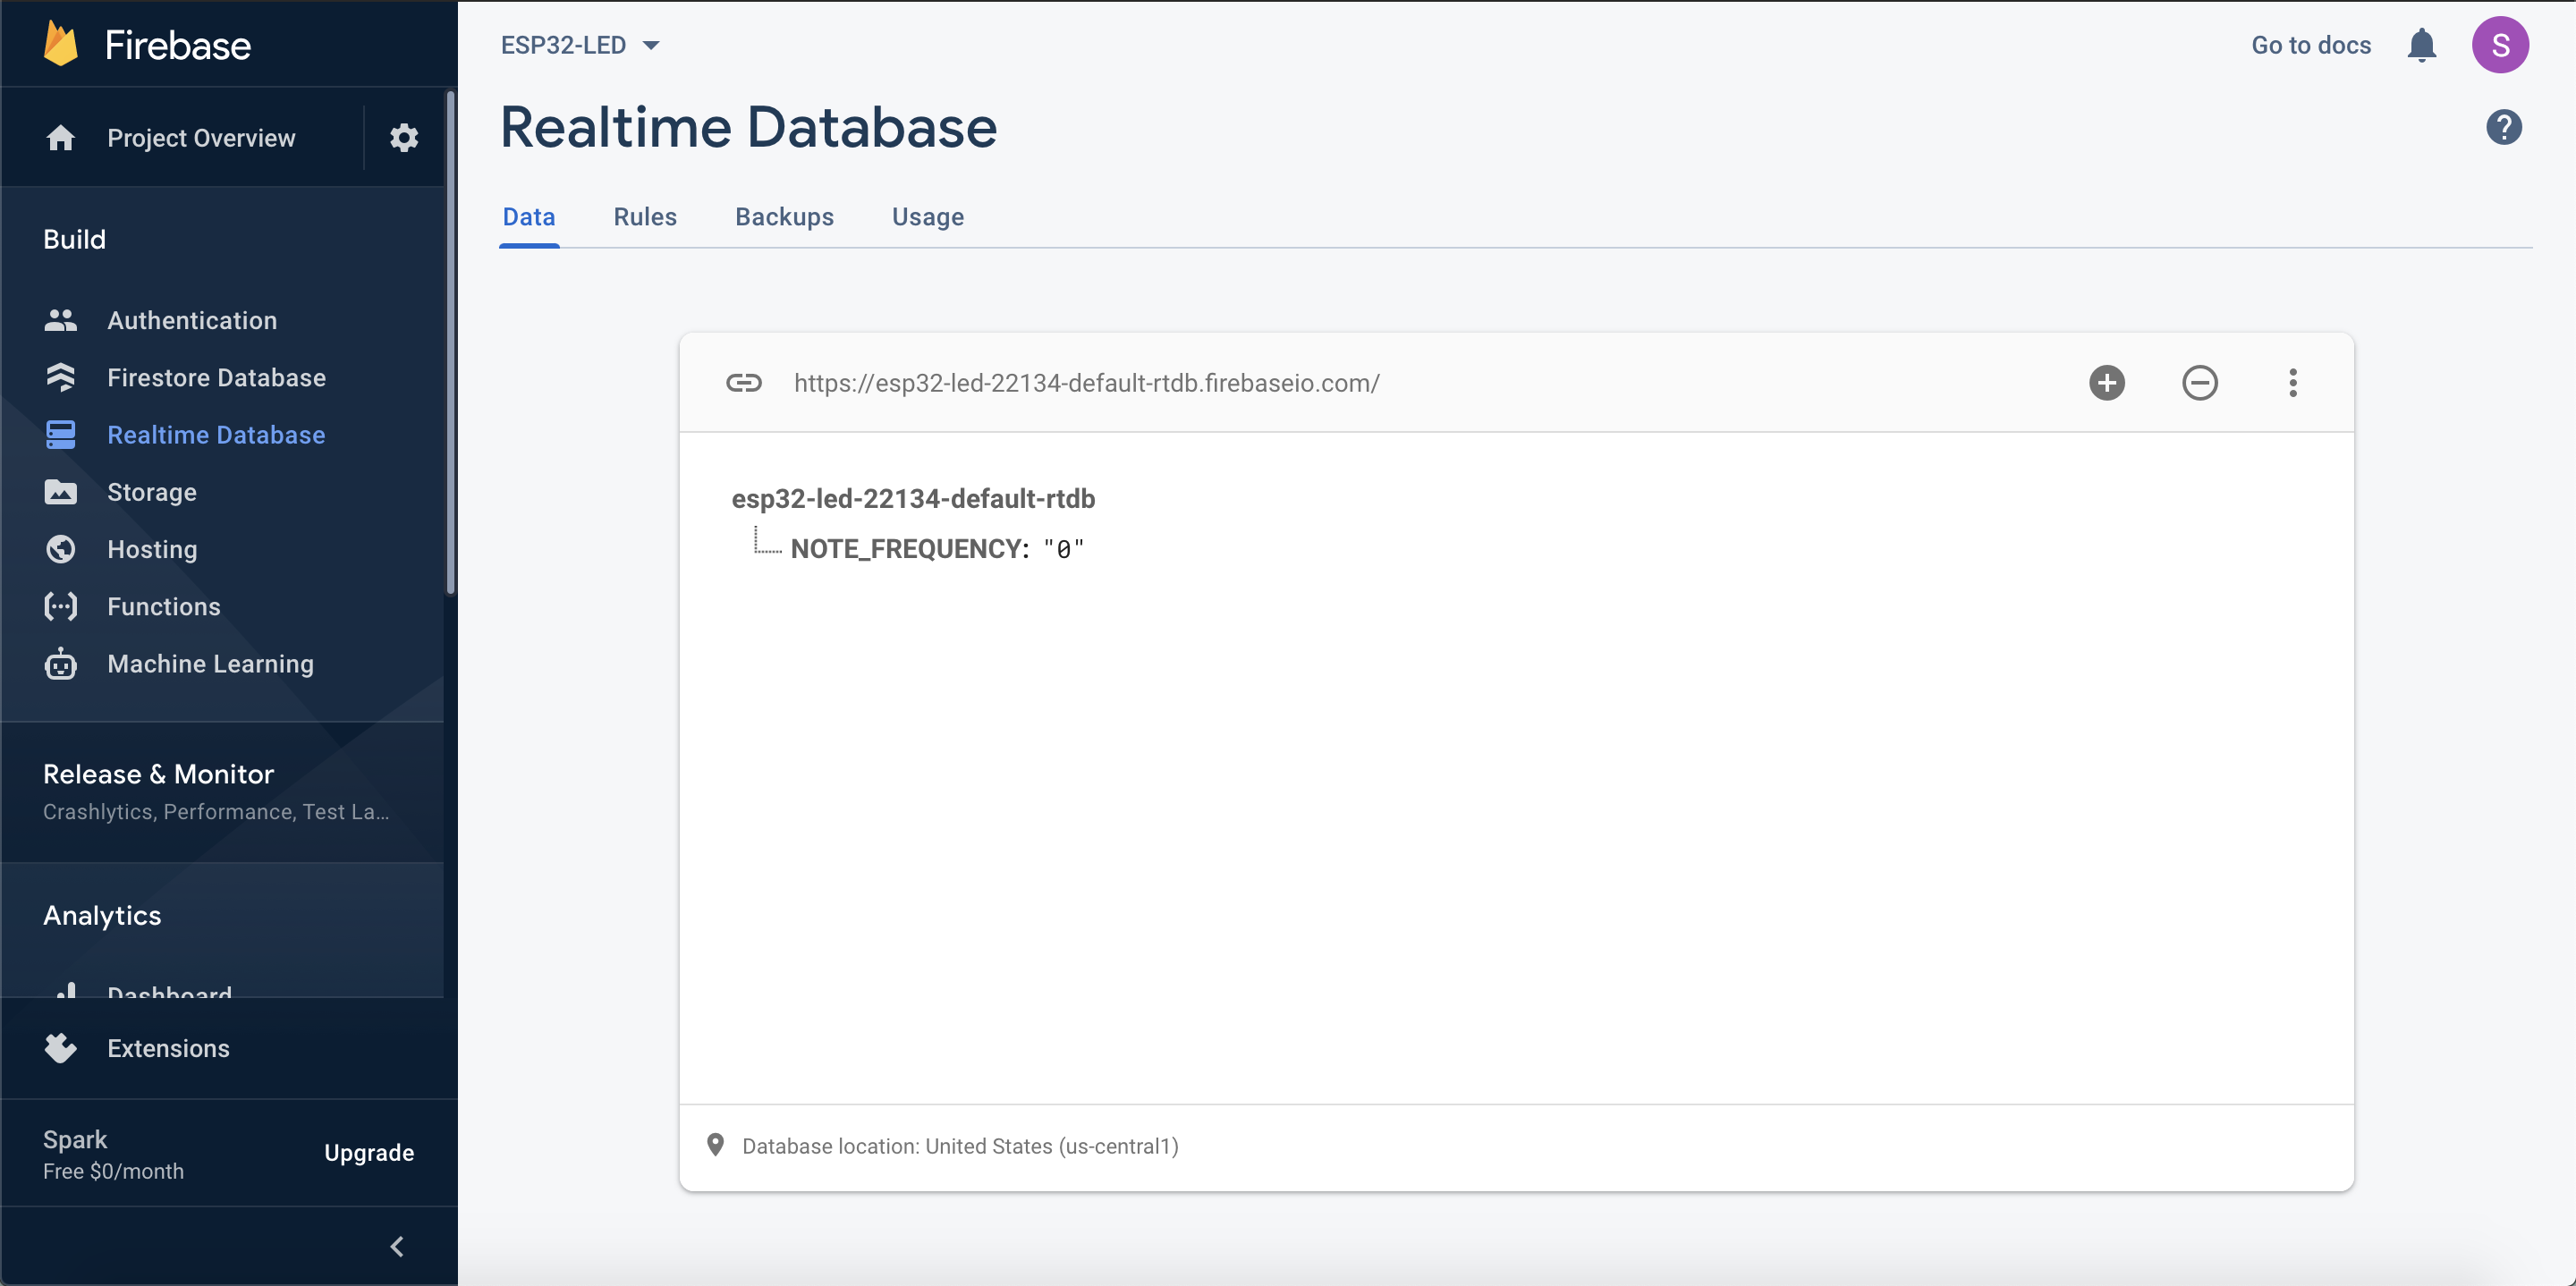 Firebase
Project Overview
Build
Authentication
Firestore Database
Realtime Database
Storage
Hosting
Functions
Machine Learning
Release & Monitor
Crashlytics, Performance, Test La...
Analytics
Dashboard
Extensions
Spark
Free $0/month
Upgrade
ESP32-LED
Go to docs
S
Realtime Database
Data Rules Backups Usage
https://esp32-led-22134-default-rtdb.firebaseio.com/
esp32-led-22134-default-rtdb
NOTE_FREQUENCY: "0"
Database location: United States (us-central1)